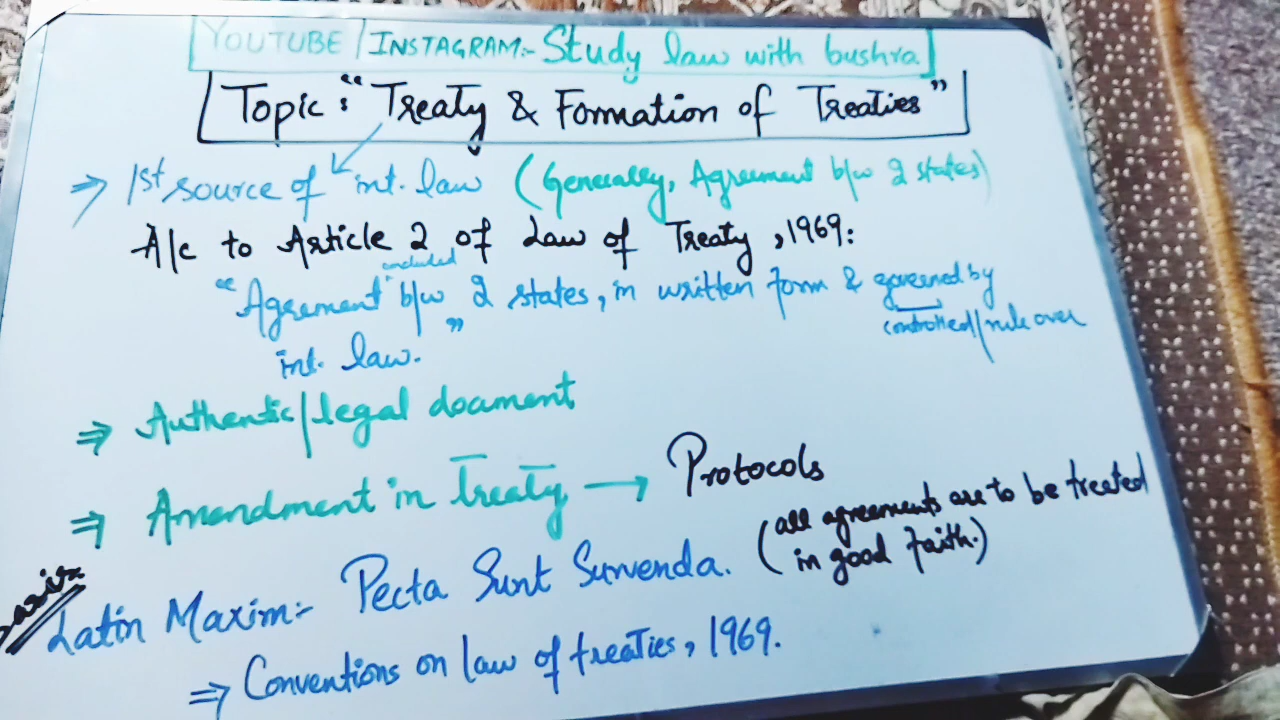 YOUTUBE / INSTAGRAM:- Study law with bushra
Topic : "Treaty & Formation of Treaties"
⇒ 1st source of int. law (Generally, Agreement b/w 2 states)
A/c to Article 2 of Law of Treaty, 1969:
concluded
"Agreement b/w 2 states, in written form & governed by
controlled/rule over
int. law."
⇒ Authentic/legal document
⇒ Amendment in treaty → Protocols
(all agreements are to be treated
in good faith.)
Latin Maxim:- Pecta Sunt Survenda.
⇒ Conventions on law of treaties, 1969.